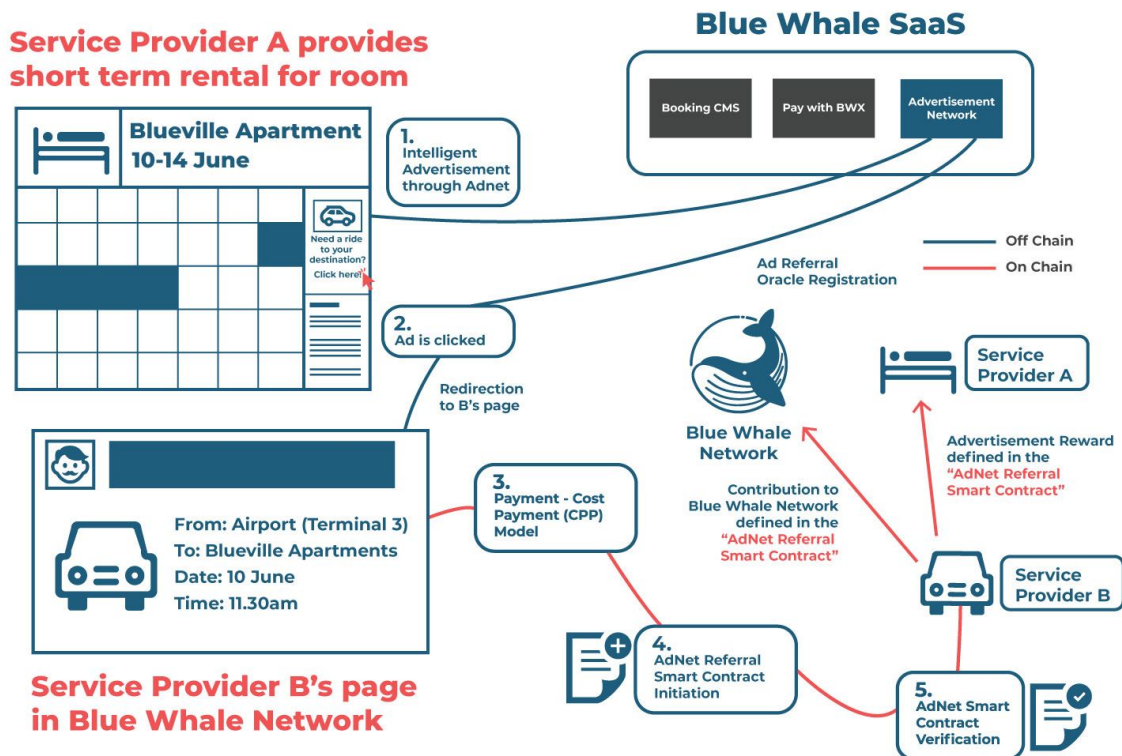 Service Provider A provides
short term rental for room
Blueville Apartment
10-14 June
Need a ride
to your
destination?
Click here!
1.
Intelligent
Advertisement
through Adnet
Blue Whale SaaS
Booking CMS
Pay with BWX
Advertisement
Network
Off Chain
On Chain
Ad Referral
Oracle Registration
2.
Ad is clicked
Redirection
to B's page
From: Airport (Terminal 3)
To: Blueville Apartments
Date: 10 June
Time: 11.30am
Service Provider B's page
in Blue Whale Network
3.
Payment - Cost
Payment (CPP)
Model
4.
AdNet Referral
Smart Contract
Initiation
5.
AdNet Smart
Contract
Verification
Service
Provider B
Blue Whale
Network
Contribution to
Blue Whale Network
defined in the
“AdNet Referral
Smart Contract”
Service
Provider A
Advertisement Reward
defined in the
“AdNet Referral
Smart Contract”